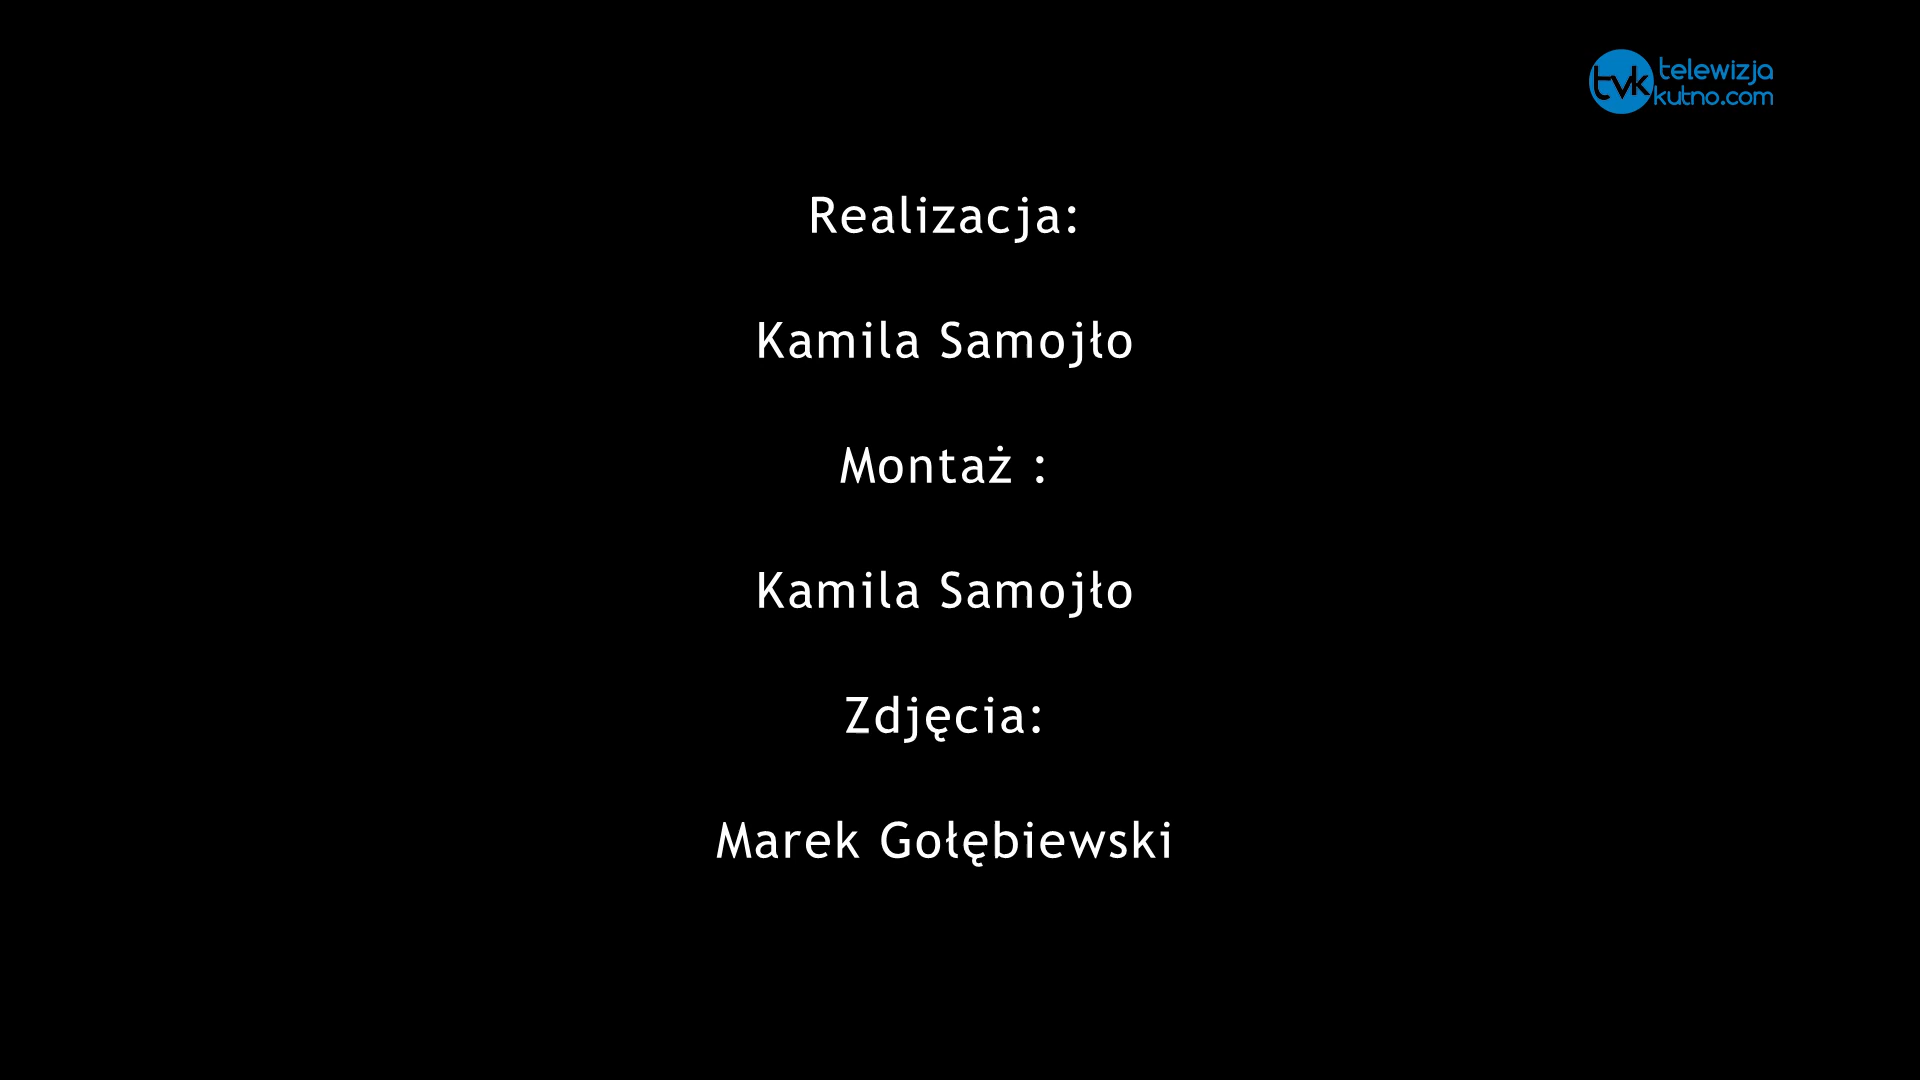 tvk telewizja
kutno.com
Realizacja:
Kamila Samojło
Montaż :
Kamila Samojło
Zdjęcia:
Marek Gołębiewski